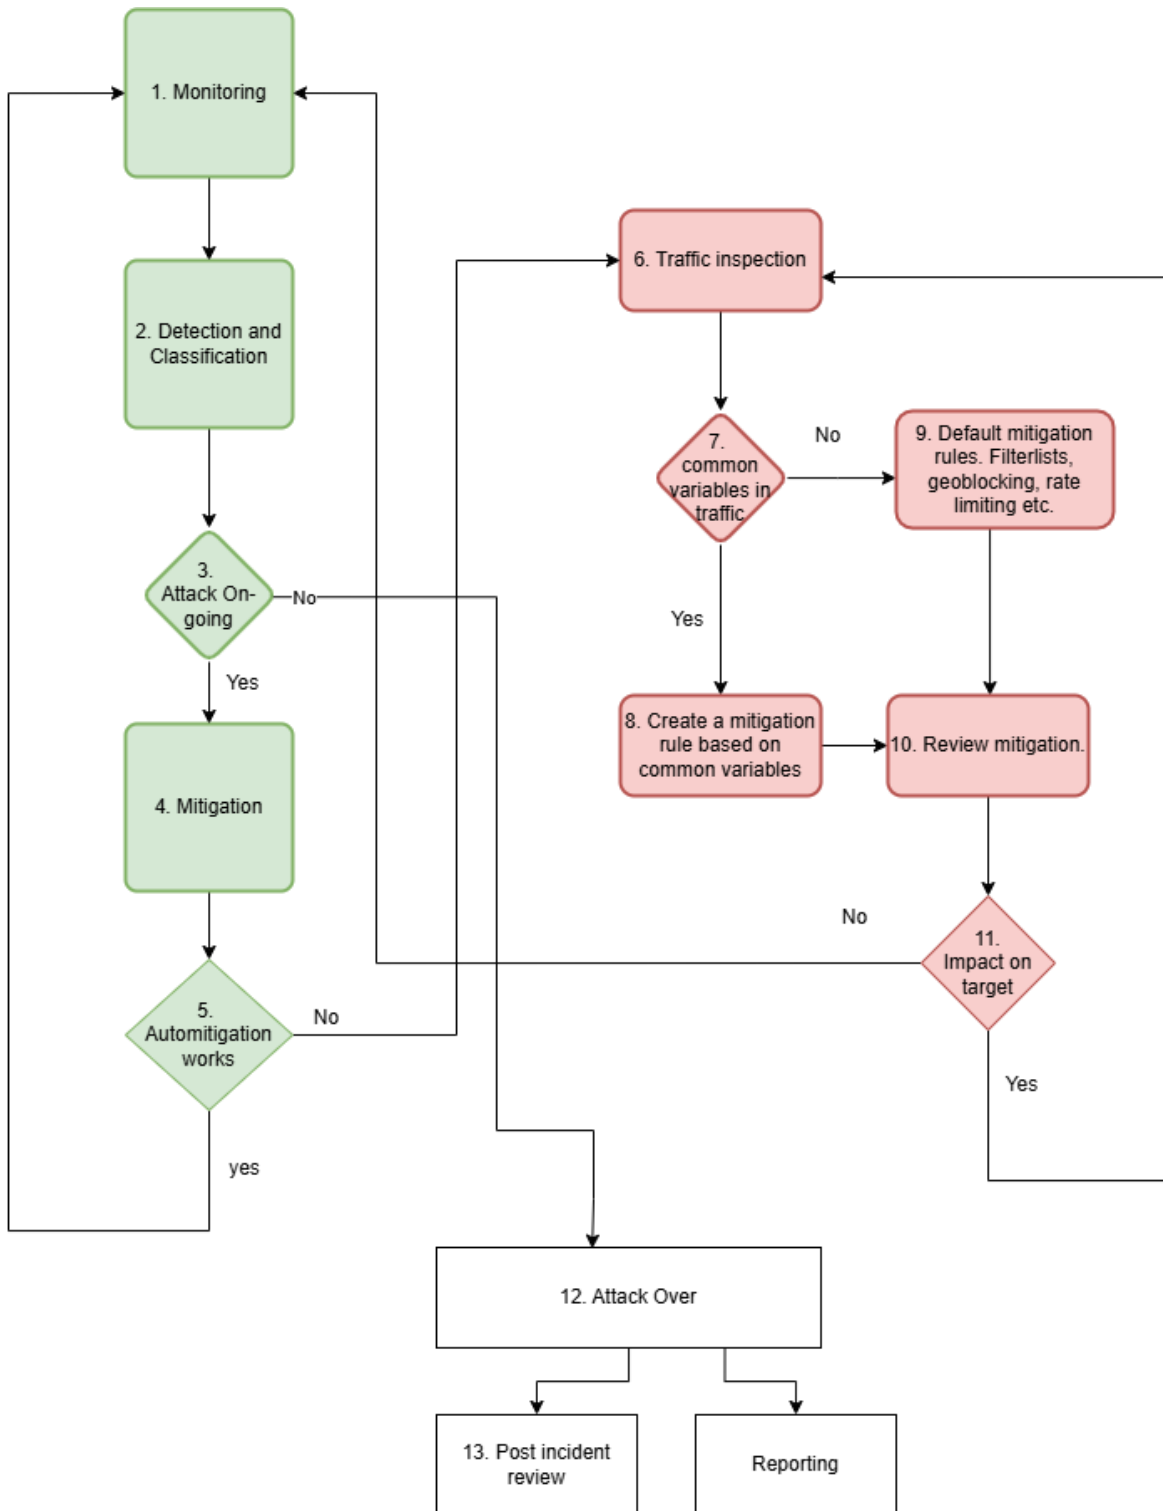 1. Monitoring
2. Detection and
Classification
3.
Attack On-
going
No
Yes
4. Mitigation
5.
Automitigation
works
No
yes
6. Traffic inspection
7.
common
variables in
traffic
No
Yes
9. Default mitigation
rules. Filterlists,
geoblocking, rate
limiting etc.
8. Create a mitigation
rule based on
common variables
10. Review mitigation.
11.
Impact on
target
No
Yes
12. Attack Over
13. Post incident
review
Reporting